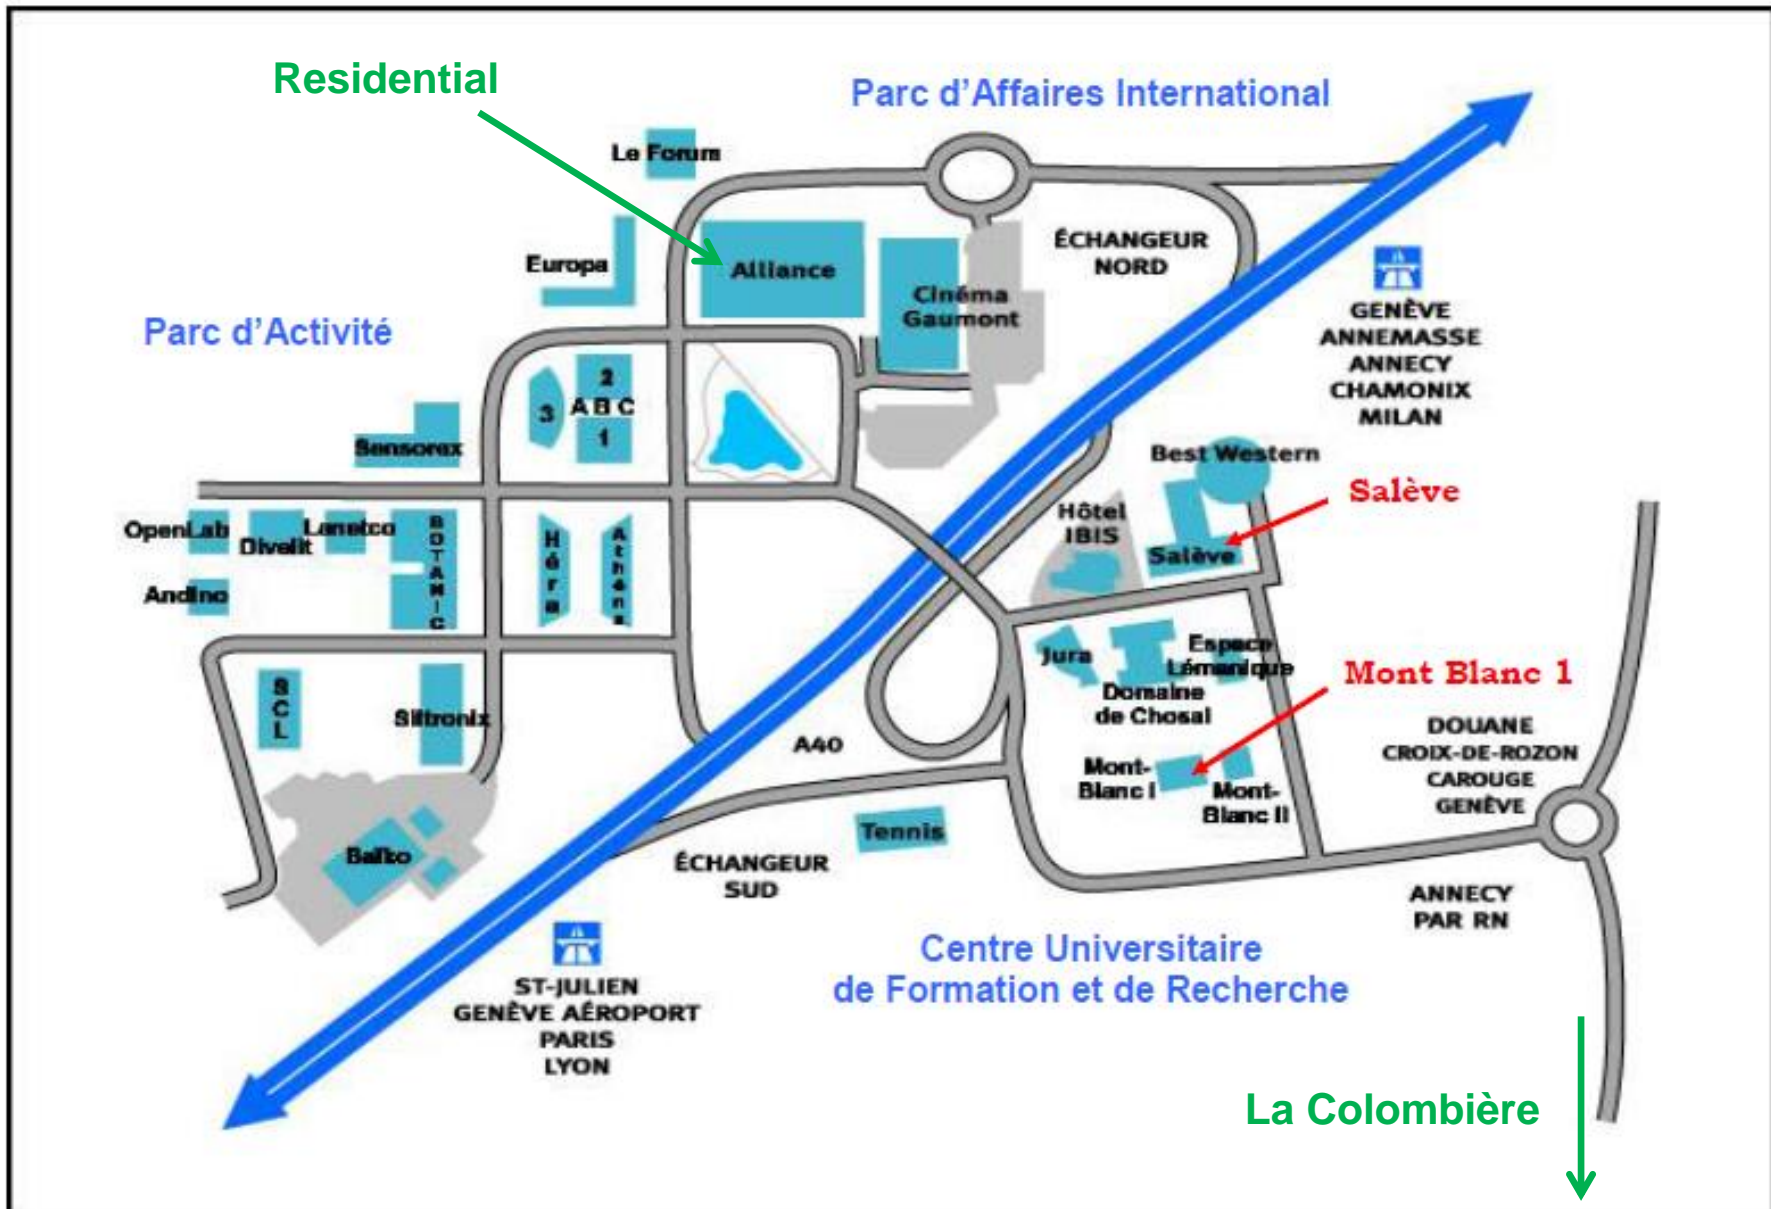 Residential
Parc d’Affaires International
Le Forum
ÉCHANGEUR
NORD
Europa
Alliance
Cinéma
Gaumont
GENÈVE
ANNEMASSE
ANNECY
CHAMONIX
MILAN
Parc d’Activité
2
A B C
3
1
Sensorex
Best Western
Salève
Hôtel
IBIS
Salève
OpenLab
Divelit
Lanetco
BOTANIC
Héra
Athéna
Andino
Jura
Espace
Lémanique
Domaine
de Chosal
Mont Blanc 1
SCL
Siltronix
A40
DOUANE
CROIX-DE-ROZON
CAROUGE
GENÈVE
Mont-
Blanc I
Mont-
Blanc II
Tennis
Baïko
ÉCHANGEUR
SUD
ANNECY
PAR RN
Centre Universitaire
de Formation et de Recherche
ST-JULIEN
GENÈVE AÉROPORT
PARIS
LYON
La Colombière